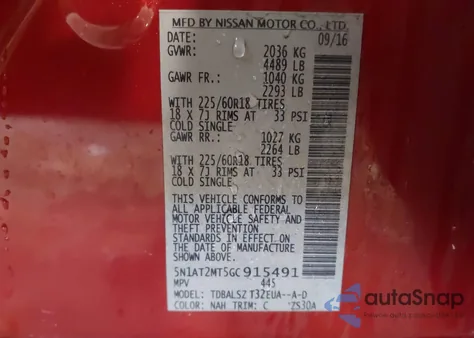 MFD BY NISSAN MOTOR CO., LTD.
DATE: 09/16
GVWR: 2036 KG
4489 LB
GAWR FR.: 1040 KG
2293 LB
WITH 225/60R18 TIRES
18 X 7J RIMS AT 33 PSI
COLD SINGLE
GAWR RR.: 1027 KG
2264 LB
WITH 225/60R18 TIRES
18 X 7J RIMS AT 33 PSI
COLD SINGLE
THIS VEHICLE CONFORMS TO
ALL APPLICABLE FEDERAL
MOTOR VEHICLE SAFETY AND
THEFT PREVENTION
STANDARDS IN EFFECT ON
THE DATE OF MANUFACTURE
SHOWN ABOVE.
5N1AT2MT5GC915491
MPV 445
MODEL: TDBALSZ T32EUA--A-D
COLOR: NAH TRIM: C ZS30A
autoSnap